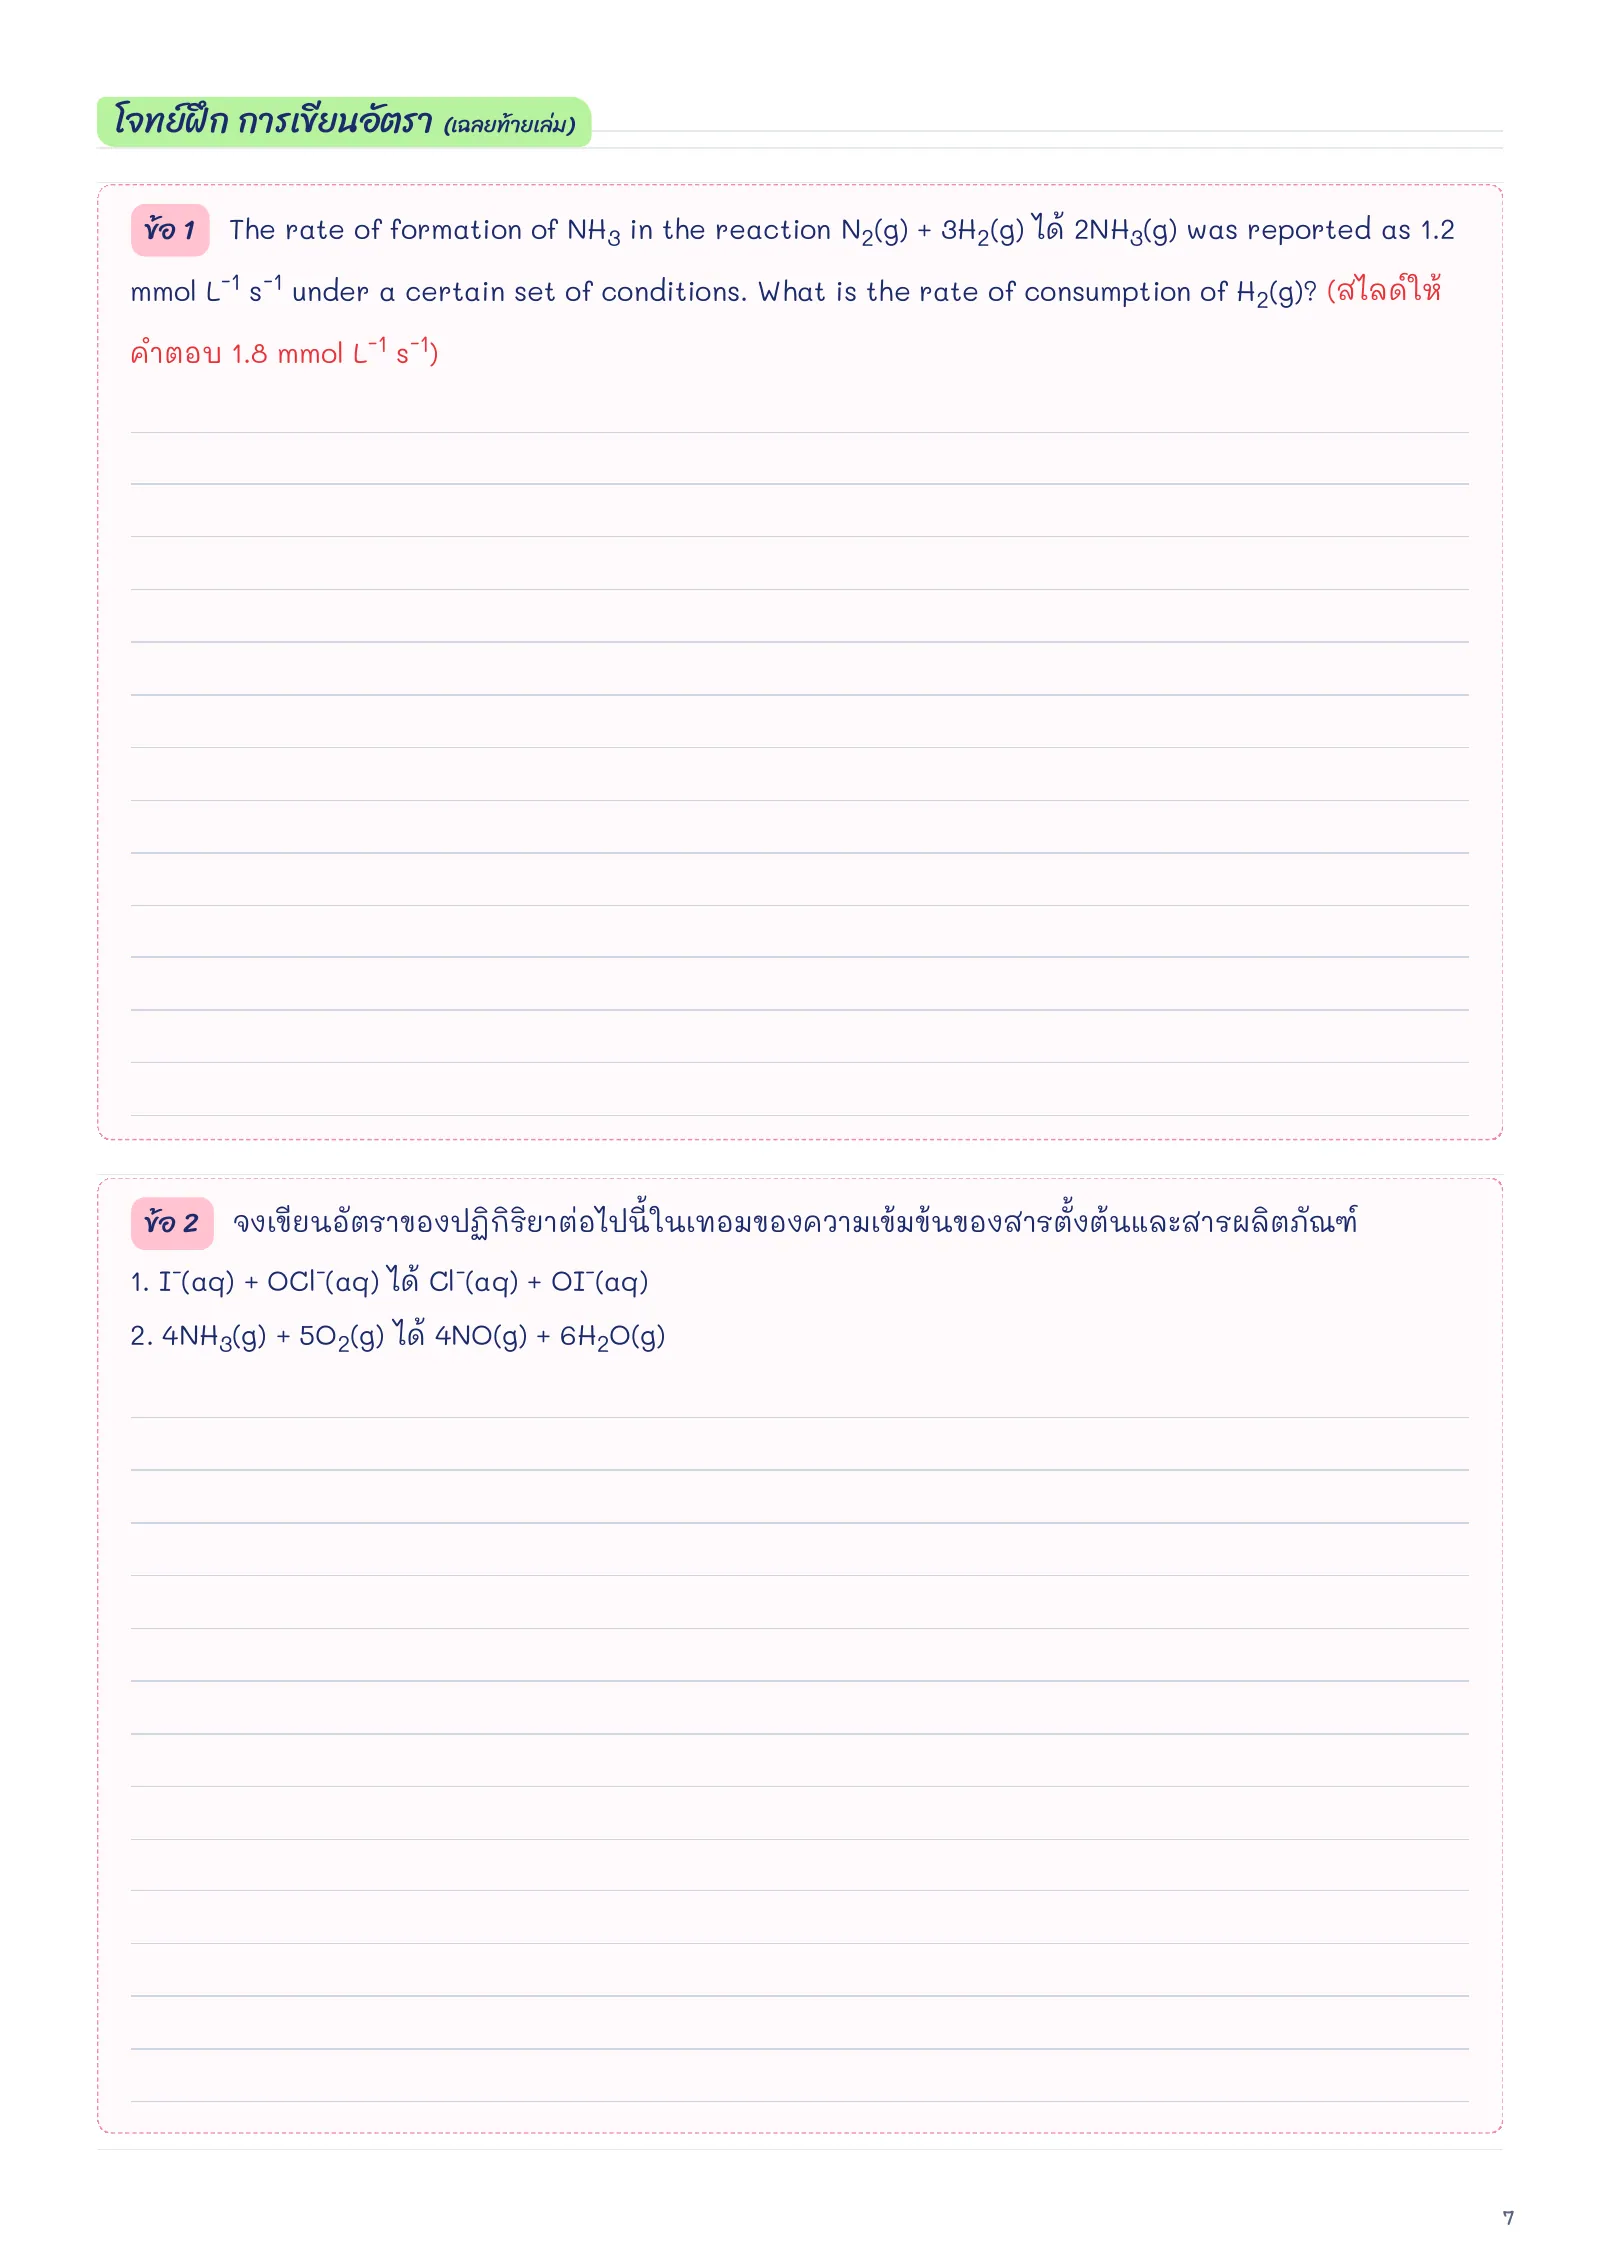 โจทย์ฝึก การเขียนอัตรา (เฉลยท้ายเล่ม)
ข้อ 1 The rate of formation of NH₃ in the reaction N₂(g) + 3H₂(g) ได้ 2NH₃(g) was reported as 1.2
mmol L⁻¹ s⁻¹ under a certain set of conditions. What is the rate of consumption of H₂(g)? (สไลด์ให้
คำตอบ 1.8 mmol L⁻¹ s⁻¹)
ข้อ 2 จงเขียนอัตราของปฏิกิริยาต่อไปนี้ในเทอมของความเข้มข้นของสารตั้งต้นและสารผลิตภัณฑ์
1. I⁻(aq) + OCl⁻(aq) ได้ Cl⁻(aq) + OI⁻(aq)
2. 4NH₃(g) + 5O₂(g) ได้ 4NO(g) + 6H₂O(g)
7